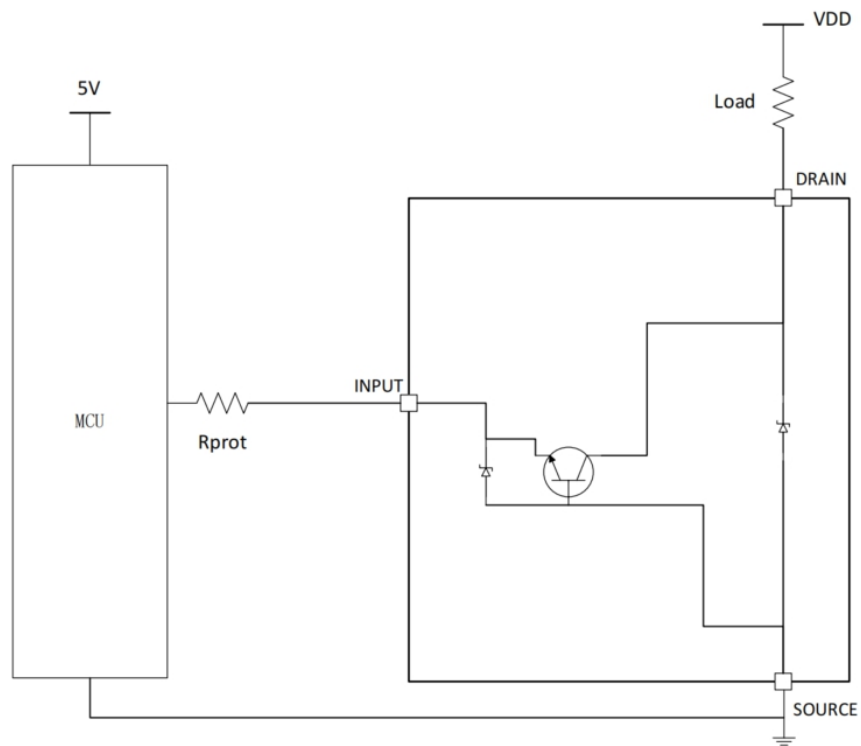 VDD
5V
Load
DRAIN
INPUT
MCU
Rprot
SOURCE